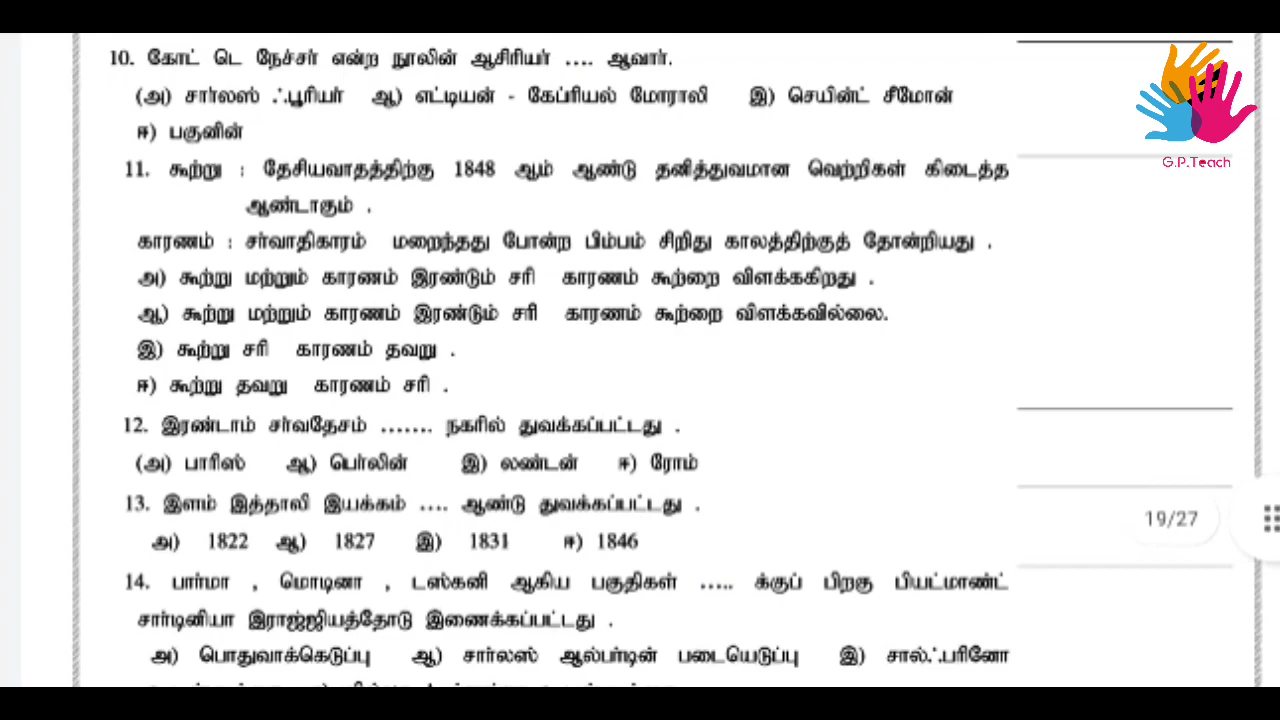 10. கோட் டெ நேச்சர் என்ற நூலின் ஆசிரியர் .... ஆவார்.
(அ) சார்லஸ் ஃபூரியர் ஆ) எட்டியன் - கேப்ரியல் மோராலி இ) செயின்ட் சீமோன்
ஈ) பகுனின்
G.P.Teach
11. கூற்று : தேசியவாதத்திற்கு 1848 ஆம் ஆண்டு தனித்துவமான வெற்றிகள் கிடைத்த
ஆண்டாகும் .
காரணம் : சர்வாதிகாரம் மறைந்தது போன்ற பிம்பம் சிறிது காலத்திற்குத் தோன்றியது .
அ) கூற்று மற்றும் காரணம் இரண்டும் சரி காரணம் கூற்றை விளக்ககிறது .
ஆ) கூற்று மற்றும் காரணம் இரண்டும் சரி காரணம் கூற்றை விளக்கவில்லை.
இ) கூற்று சரி காரணம் தவறு .
ஈ) கூற்று தவறு காரணம் சரி .
12. இரண்டாம் சர்வதேசம் ....... நகரில் துவக்கப்பட்டது .
(அ) பாரிஸ் ஆ) பெர்லின் இ) லண்டன் ஈ) ரோம்
13. இளம் இத்தாலி இயக்கம் .... ஆண்டு துவக்கப்பட்டது .
19/27
அ) 1822 ஆ) 1827 இ) 1831 ஈ) 1846
14. பார்மா , மொடினா , டஸ்கனி ஆகிய பகுதிகள் ..... க்குப் பிறகு பியட்மாண்ட்
சார்டினியா இராஜ்ஜியத்தோடு இணைக்கப்பட்டது .
அ) பொதுவாக்கெடுப்பு ஆ) சார்லஸ் ஆல்பர்டின் படையெடுப்பு இ) சால்ஃபரினோ